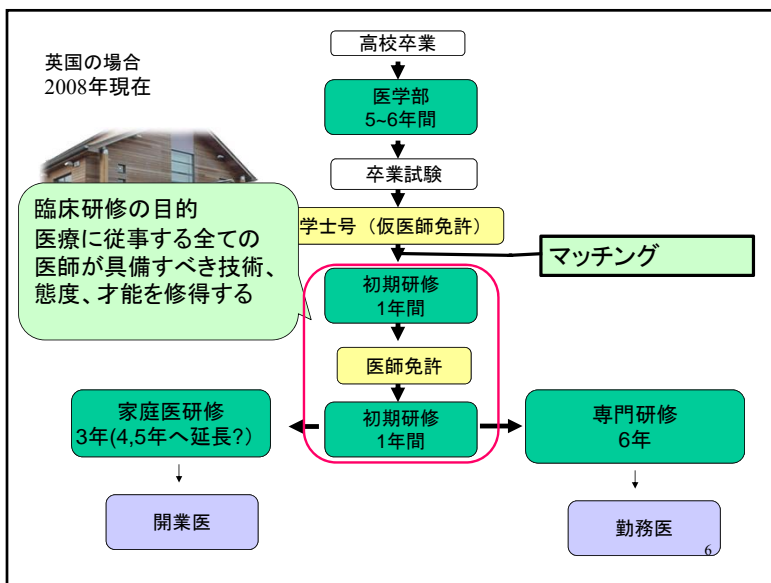 高校卒業
英国の場合
2008年現在
医学部
5~6年間
卒業試験
学士号（仮医師免許）
マッチング
臨床研修の目的
医療に従事する全ての
医師が具備すべき技術、
態度、才能を修得する
初期研修
1年間
医師免許
初期研修
1年間
家庭医研修
3年(4,5年へ延長?)
専門研修
6年
開業医
勤務医
6